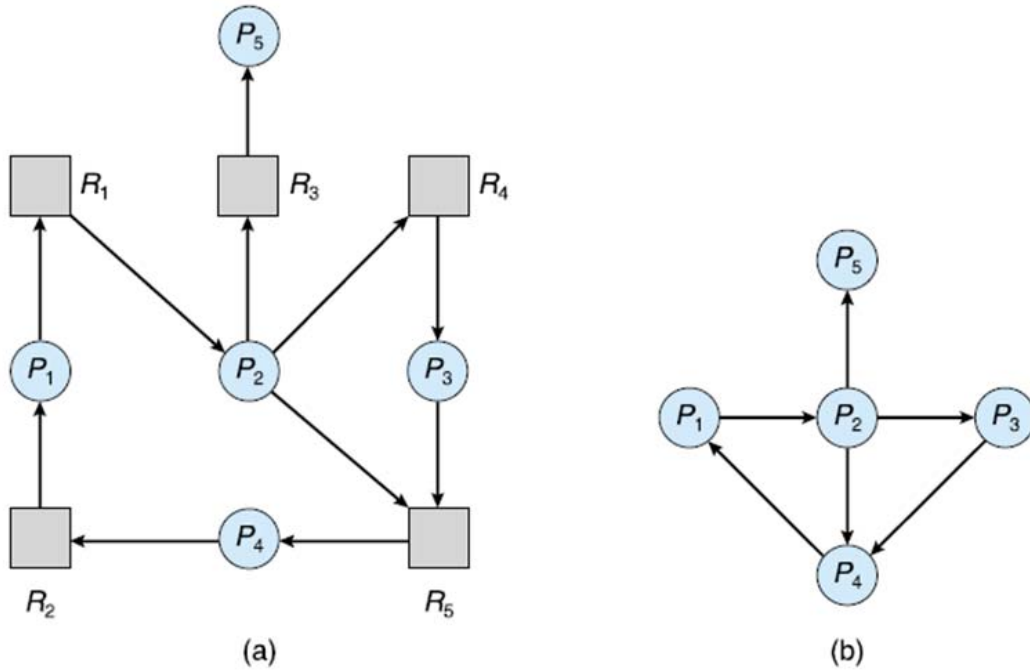 P₅
R₁
R₃
R₄
P₁
P₂
P₃
P₄
R₂
R₅
(a)
P₅
P₁
P₂
P₃
P₄
(b)